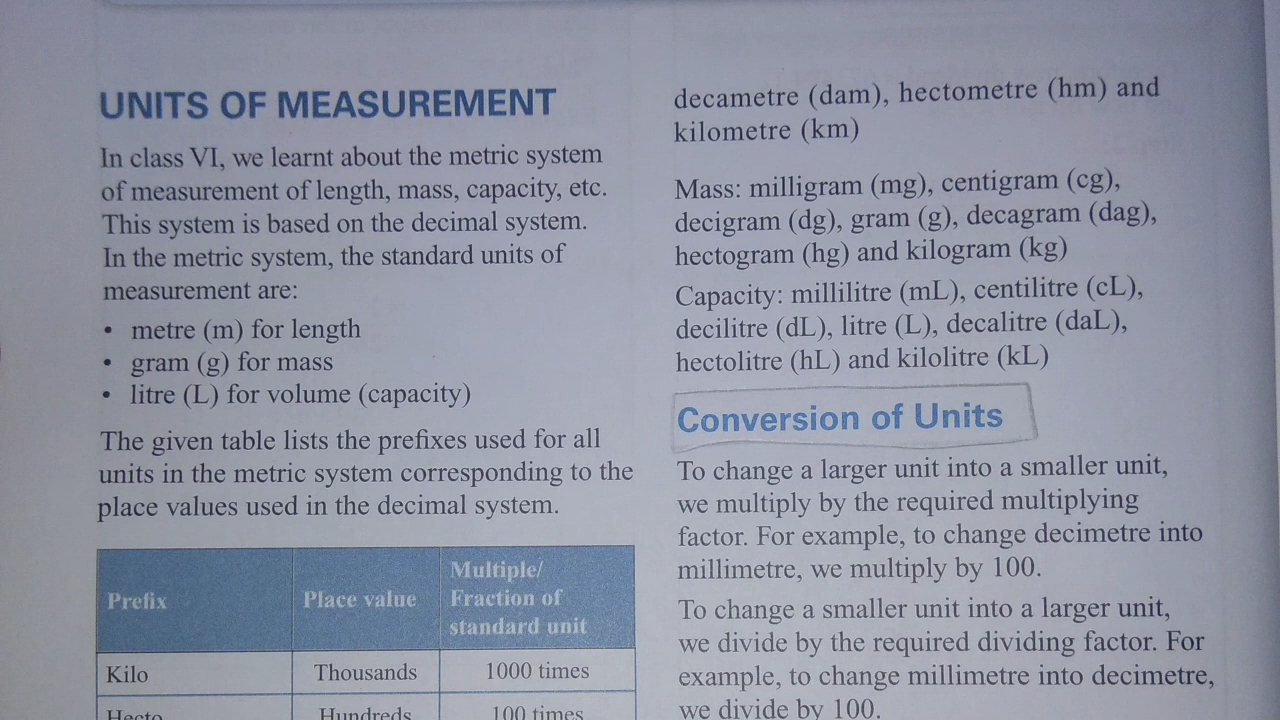 UNITS OF MEASUREMENT
In class VI, we learnt about the metric system
of measurement of length, mass, capacity, etc.
This system is based on the decimal system.
In the metric system, the standard units of
measurement are:
• metre (m) for length
• gram (g) for mass
• litre (L) for volume (capacity)
The given table lists the prefixes used for all
units in the metric system corresponding to the
place values used in the decimal system.
Prefix Place value Multiple/
Fraction of
standard unit
Kilo Thousands 1000 times
Hecto Hundreds 100 times
decametre (dam), hectometre (hm) and
kilometre (km)
Mass: milligram (mg), centigram (cg),
decigram (dg), gram (g), decagram (dag),
hectogram (hg) and kilogram (kg)
Capacity: millilitre (mL), centilitre (cL),
decilitre (dL), litre (L), decalitre (daL),
hectolitre (hL) and kilolitre (kL)
Conversion of Units
To change a larger unit into a smaller unit,
we multiply by the required multiplying
factor. For example, to change decimetre into
millimetre, we multiply by 100.
To change a smaller unit into a larger unit,
we divide by the required dividing factor. For
example, to change millimetre into decimetre,
we divide by 100.